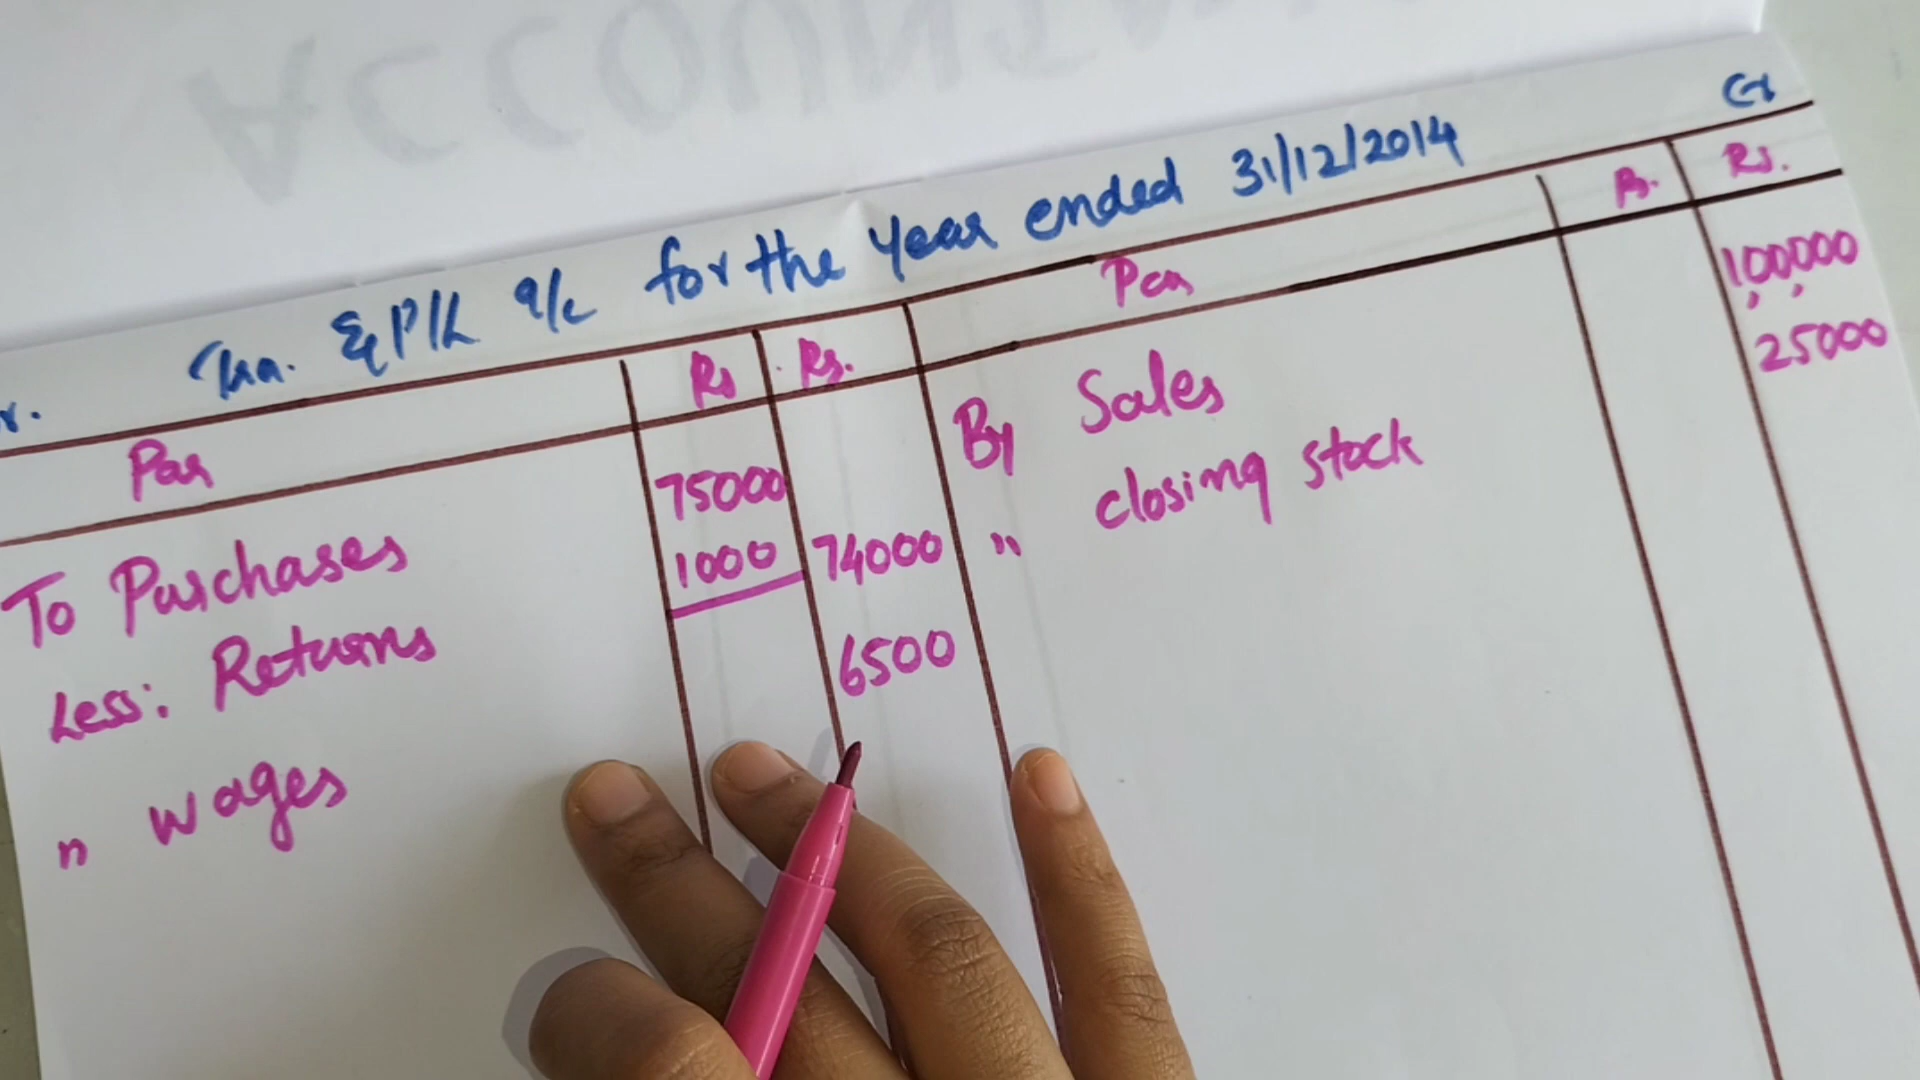 ACCOUNT
Cr
Tra. & P/L a/c for the year ended 31/12/2014
Par Rs Rs. Par Rs. Rs.
To Purchases 75000 By Sales 100000
Less: Returns 1000 74000 " closing stock 25000
" wages 6500